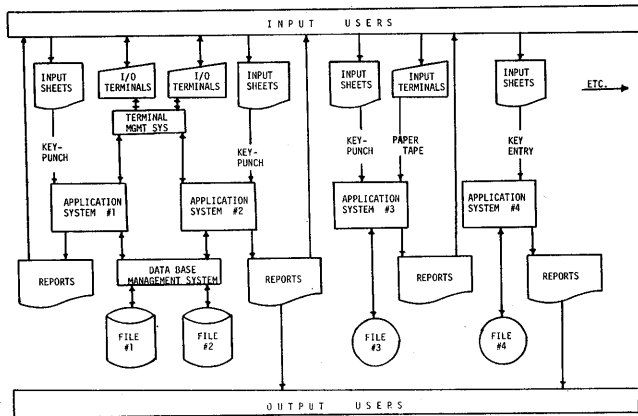 INPUT USERS
INPUT
SHEETS
I/O
TERMINALS
I/O
TERMINALS
INPUT
SHEETS
INPUT
SHEETS
INPUT TERMINALS
INPUT
SHEETS
ETC.
TERMINAL
MGMT SYS
KEY-
PUNCH
KEY-
PUNCH
KEY-
PUNCH
PAPER
TAPE
KEY
ENTRY
APPLICATION
SYSTEM #1
APPLICATION
SYSTEM #2
APPLICATION
SYSTEM #3
APPLICATION
SYSTEM #4
REPORTS
DATA BASE
MANAGEMENT SYSTEM
REPORTS
REPORTS
REPORTS
FILE
#1
FILE
#2
FILE
#3
FILE
#4
OUTPUT USERS